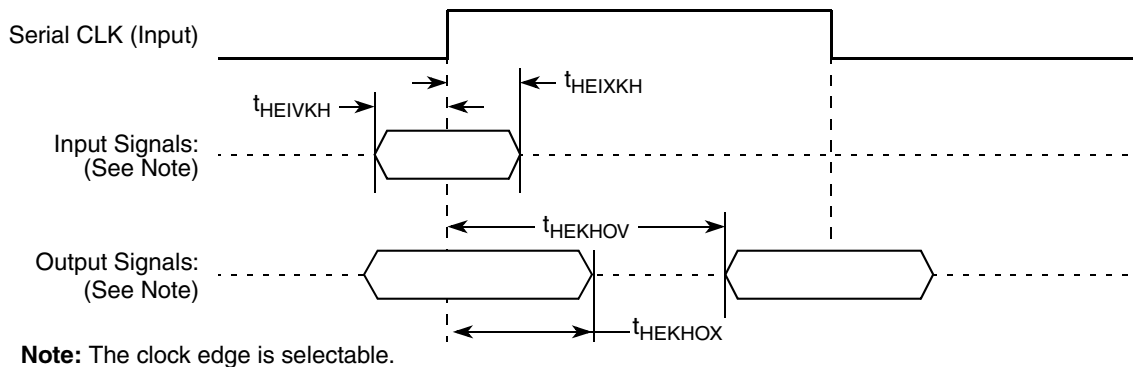 Serial CLK (Input)
tHEIXKH
tHEIVKH
Input Signals:
(See Note)
tHEKHOV
Output Signals:
(See Note)
tHEKHOX
Note: The clock edge is selectable.